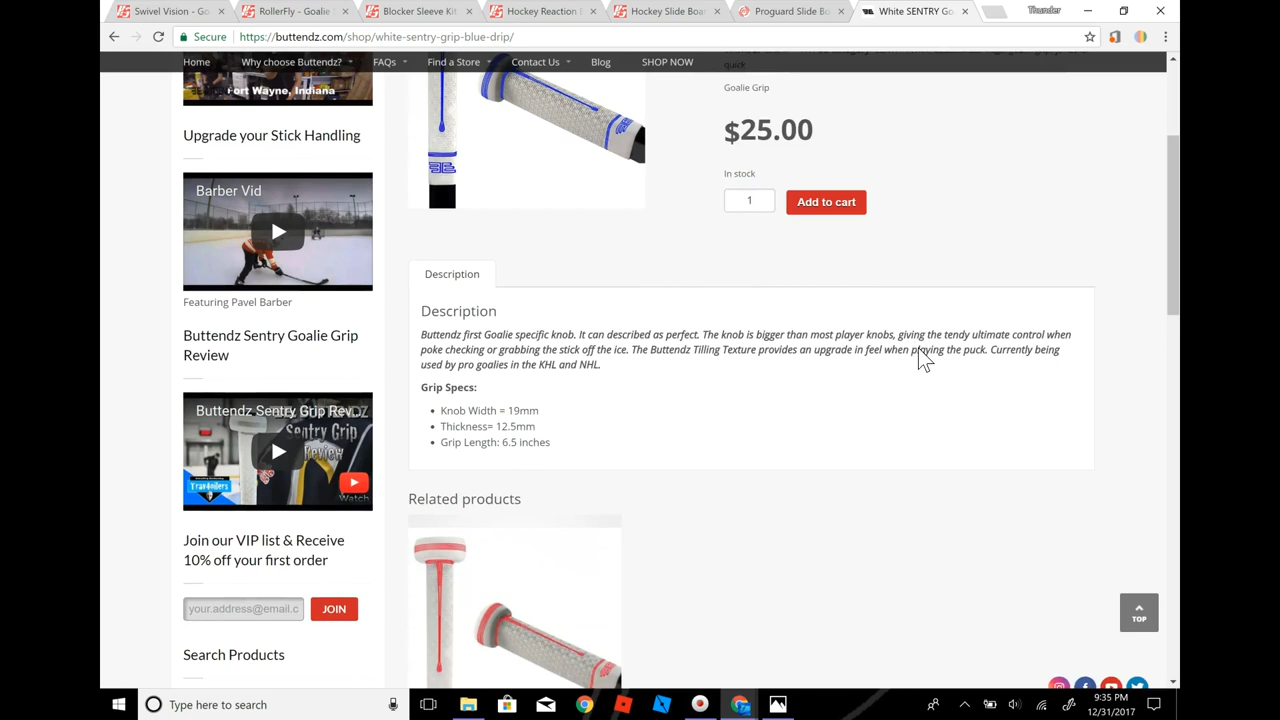 Swivel Vision - Go
RollerFly - Goalie S
Blocker Sleeve Kit
Hockey Reaction B
Hockey Slide Boar
Proguard Slide Bo
White SENTRY Go
Thunder
Secure
https://buttendz.com/shop/white-sentry-grip-blue-drip/
Home
Why choose Buttendz?
FAQs
Find a Store
Contact Us
Blog
SHOP NOW
Fort Wayne, Indiana
Upgrade your Stick Handling
Barber Vid
Featuring Pavel Barber
Buttendz Sentry Goalie Grip
Review
Buttendz Sentry Grip Rev...
Sentry
Grip
Review
Watch
Join our VIP list & Receive
10% off your first order
your.address@email.c
JOIN
Search Products
quick
Goalie Grip
$25.00
In stock
1
Add to cart
Description
Description
Buttendz first Goalie specific knob. It can described as perfect. The knob is bigger than most player knobs, giving the tendy ultimate control when
poke checking or grabbing the stick off the ice. The Buttendz Tilling Texture provides an upgrade in feel when playing the puck. Currently being
used by pro goalies in the KHL and NHL.
Grip Specs:
Knob Width = 19mm
Thickness= 12.5mm
Grip Length: 6.5 inches
Related products
TOP
Type here to search
9:35 PM
12/31/2017